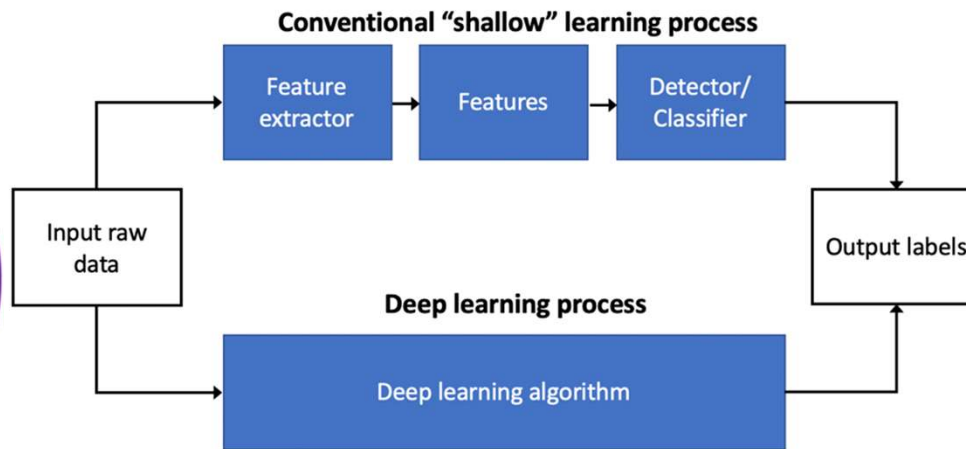 Conventional “shallow” learning process
Feature
extractor
Features
Detector/
Classifier
Input raw
data
Output labels
Deep learning process
Deep learning algorithm